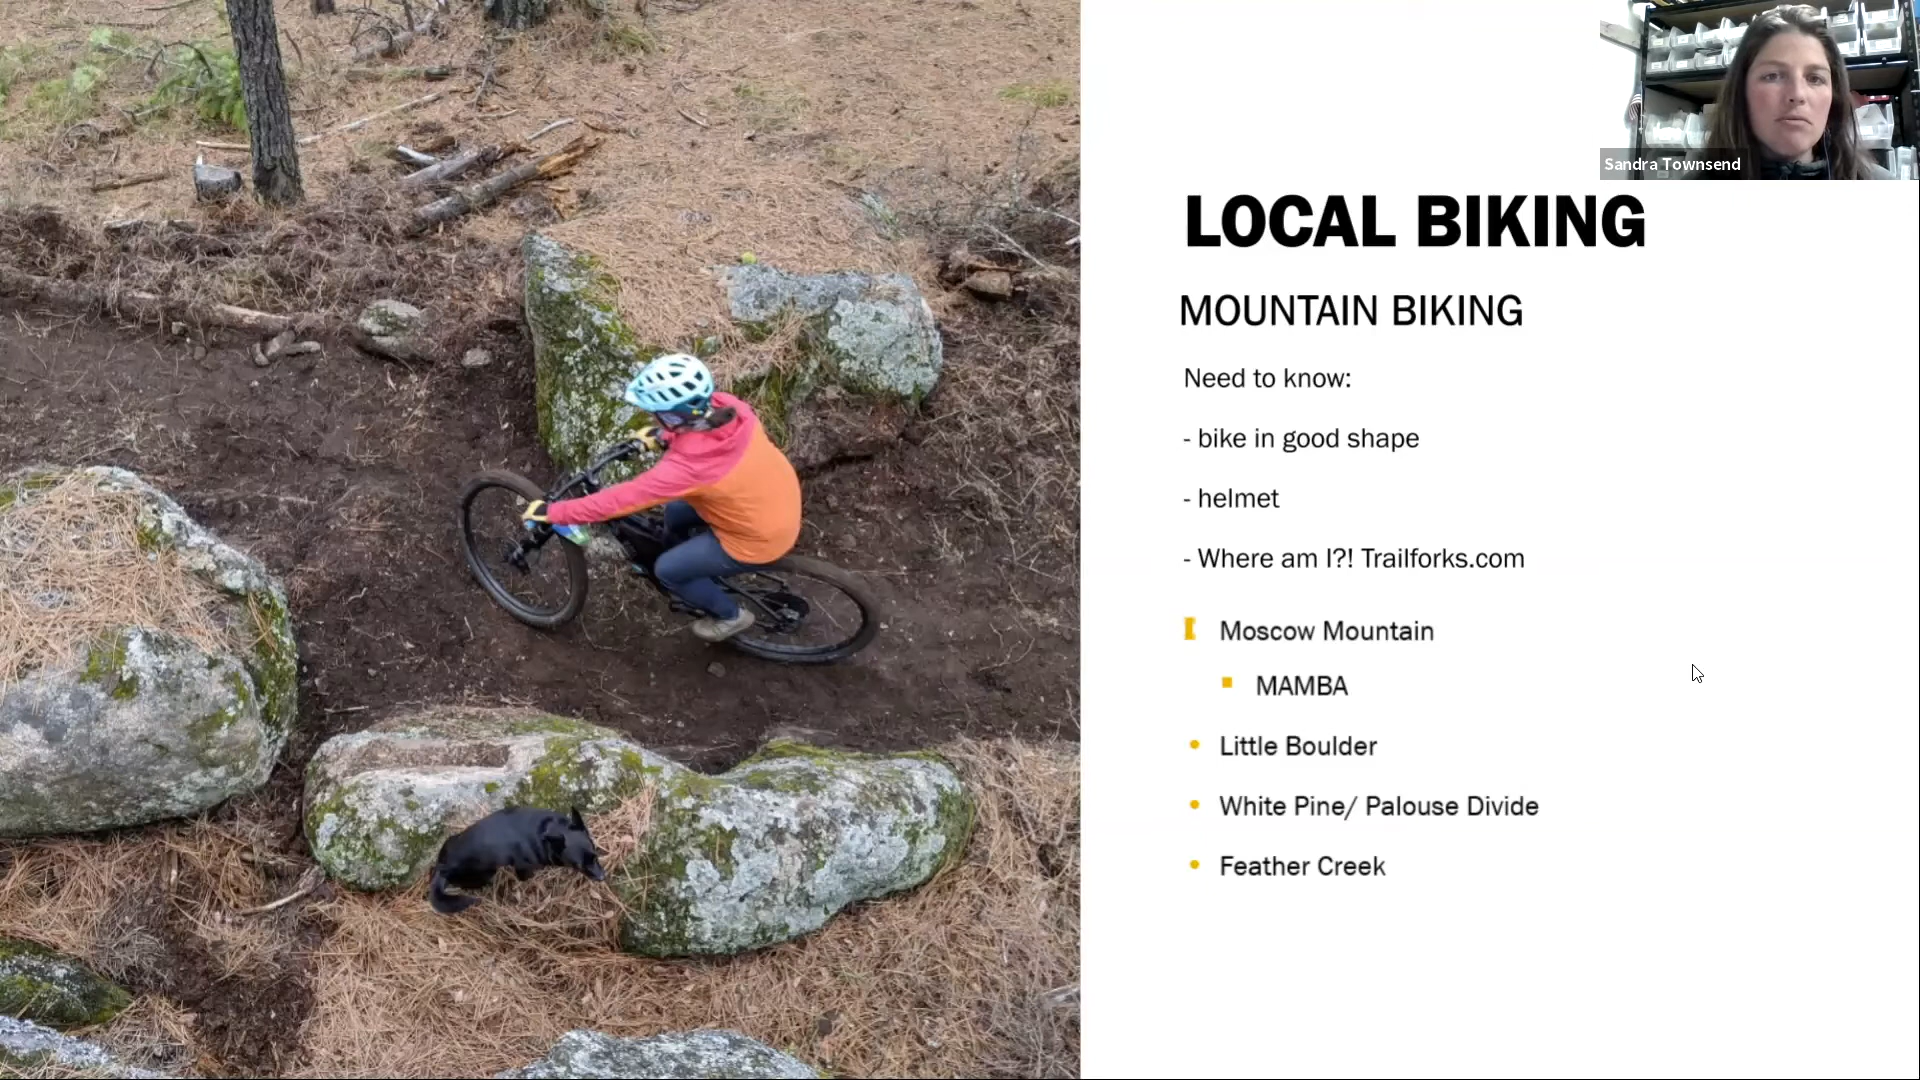 Sandra Townsend
LOCAL BIKING
MOUNTAIN BIKING
Need to know:
- bike in good shape
- helmet
- Where am I?! Trailforks.com
Moscow Mountain
MAMBA
Little Boulder
White Pine/ Palouse Divide
Feather Creek